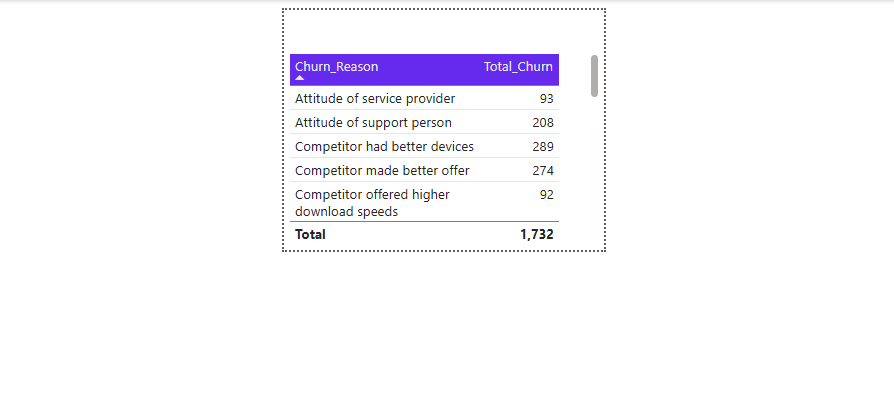 Churn_Reason Total_Churn
Attitude of service provider 93
Attitude of support person 208
Competitor had better devices 289
Competitor made better offer 274
Competitor offered higher 92
download speeds
Total 1,732